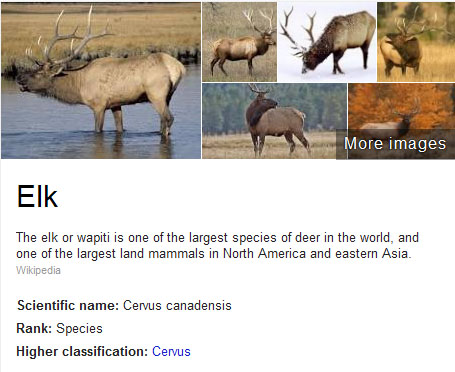 More images
Elk
The elk or wapiti is one of the largest species of deer in the world, and
one of the largest land mammals in North America and eastern Asia.
Wikipedia
Scientific name: Cervus canadensis
Rank: Species
Higher classification: Cervus